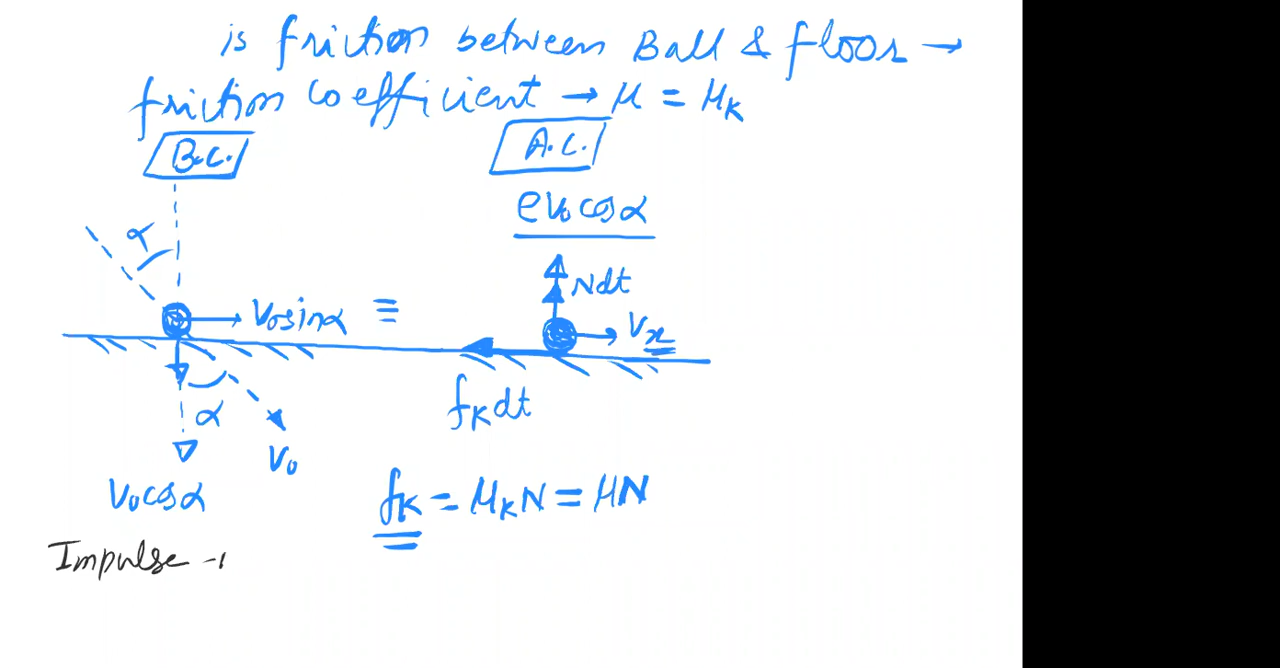 is friction between Ball & floor →
friction coefficient → μ = μK
B.C.
A.C.
eV₀cosα
α
Ndt
V₀sinα ≡
Vx
α
fKdt
V₀
V₀cosα
fK = μKN = μN
Impulse -